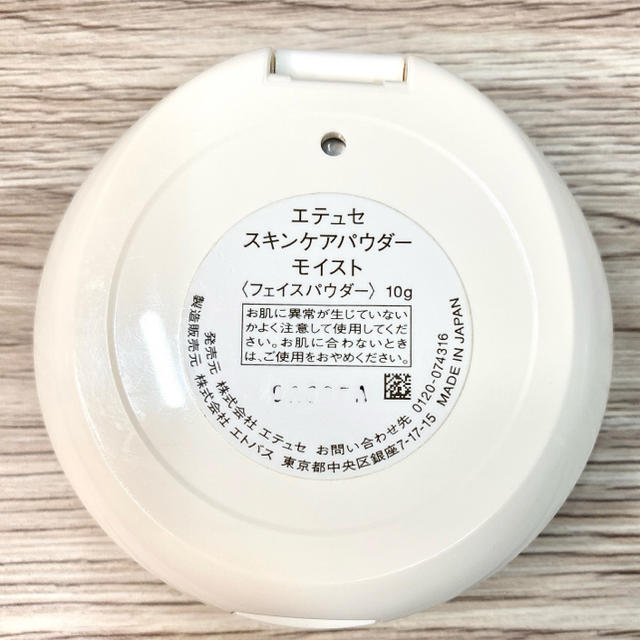 エテュセ
スキンケアパウダー
モイスト
〈フェイスパウダー〉 10g
お肌に異常が生じていない
かよく注意して使用してくだ
さい。お肌に合わないとき
は、ご使用をおやめください。
発売元 株式会社 エテュセ お問い合わせ先 0120-074316
製造販売元 株式会社 エトバス 東京都中央区銀座7-17-15 MADE IN JAPAN